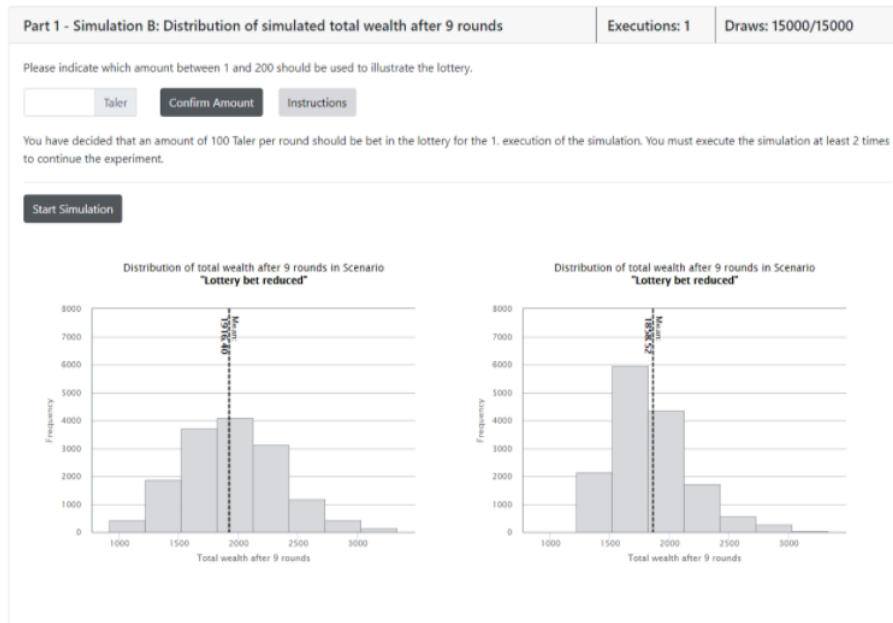 Part 1 - Simulation B: Distribution of simulated total wealth after 9 rounds
Executions: 1
Draws: 15000/15000
Please indicate which amount between 1 and 200 should be used to illustrate the lottery.
Taler
Confirm Amount
Instructions
You have decided that an amount of 100 Taler per round should be bet in the lottery for the 1. execution of the simulation. You must execute the simulation at least 2 times
to continue the experiment.
Start Simulation
Distribution of total wealth after 9 rounds in Scenario
"Lottery bet reduced"
8000
7000
6000
5000
4000
3000
2000
1000
0
Frequency
Mean:
1916.40
1000 1500 2000 2500 3000
Total wealth after 9 rounds
Distribution of total wealth after 9 rounds in Scenario
"Lottery bet reduced"
8000
7000
6000
5000
4000
3000
2000
1000
0
Frequency
Mean:
1858.52
1000 1500 2000 2500 3000
Total wealth after 9 rounds